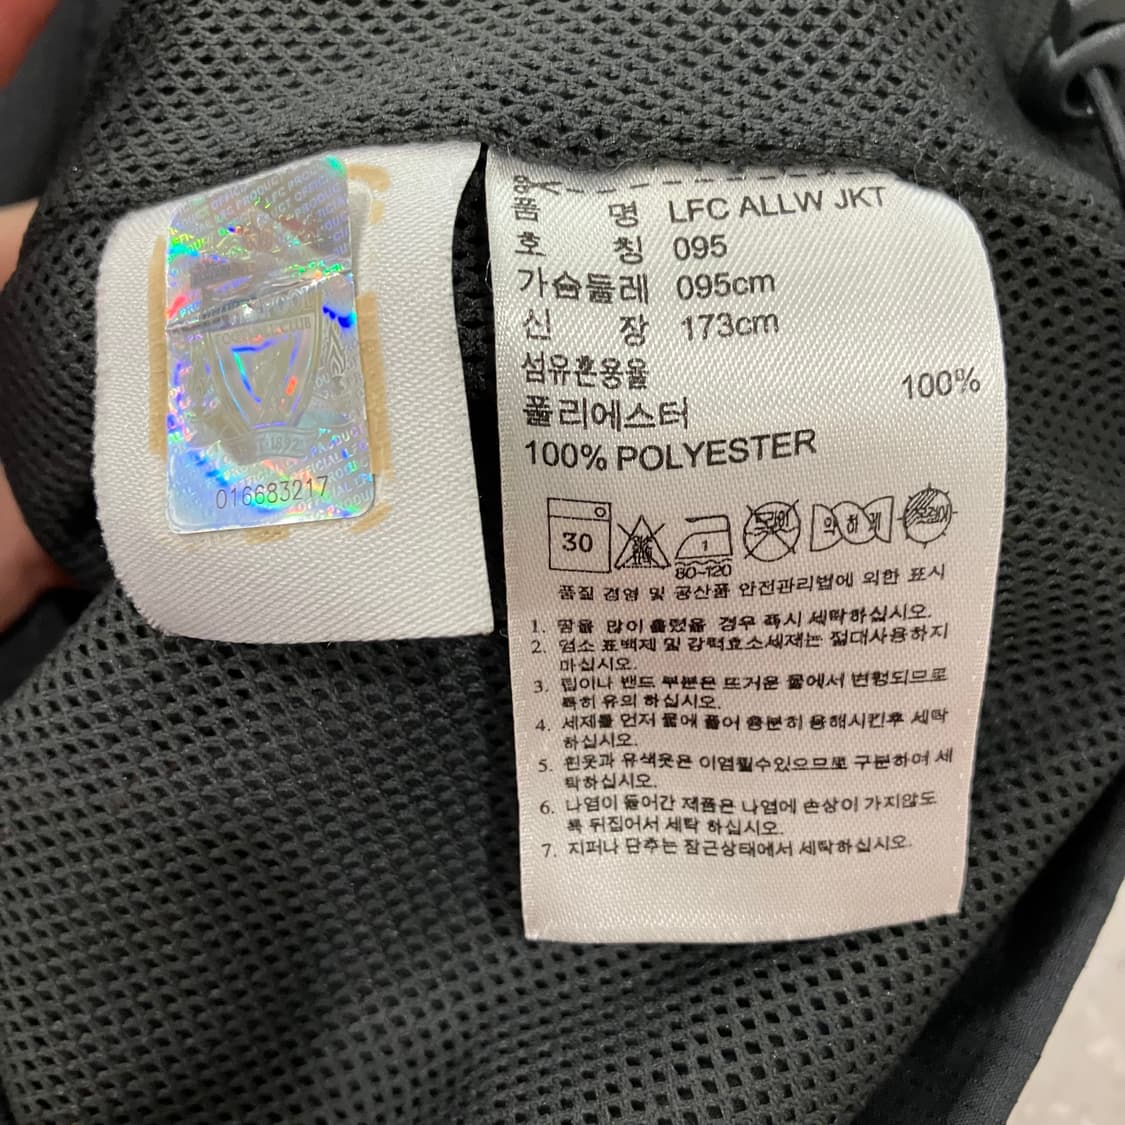 EST·1892
016683217
품 명 LFC ALLW JKT
호 칭 095
가슴둘레 095cm
신 장 173cm
섬유혼용율
폴리에스터 100%
100% POLYESTER
30
1
80~120
드라이
약하게
품질 경영 및 공산품 안전관리법에 의한 표시
1. 땀을 많이 흘렸을 경우 즉시 세탁하십시오.
2. 염소 표백제 및 강력효소세제는 절대사용하지
마십시오.
3. 립이나 밴드 부분은 뜨거운 물에서 변형되므로
특히 유의 하십시오.
4. 세제를 먼저 물에 풀어 충분히 용해시킨후 세탁
하십시오.
5. 흰옷과 유색옷은 이염될수있으므로 구분하여 세
탁하십시오.
6. 나염이 들어간 제품은 나염에 손상이 가지않도
록 뒤집어서 세탁 하십시오.
7. 지퍼나 단추는 잠근상태에서 세탁하십시오.